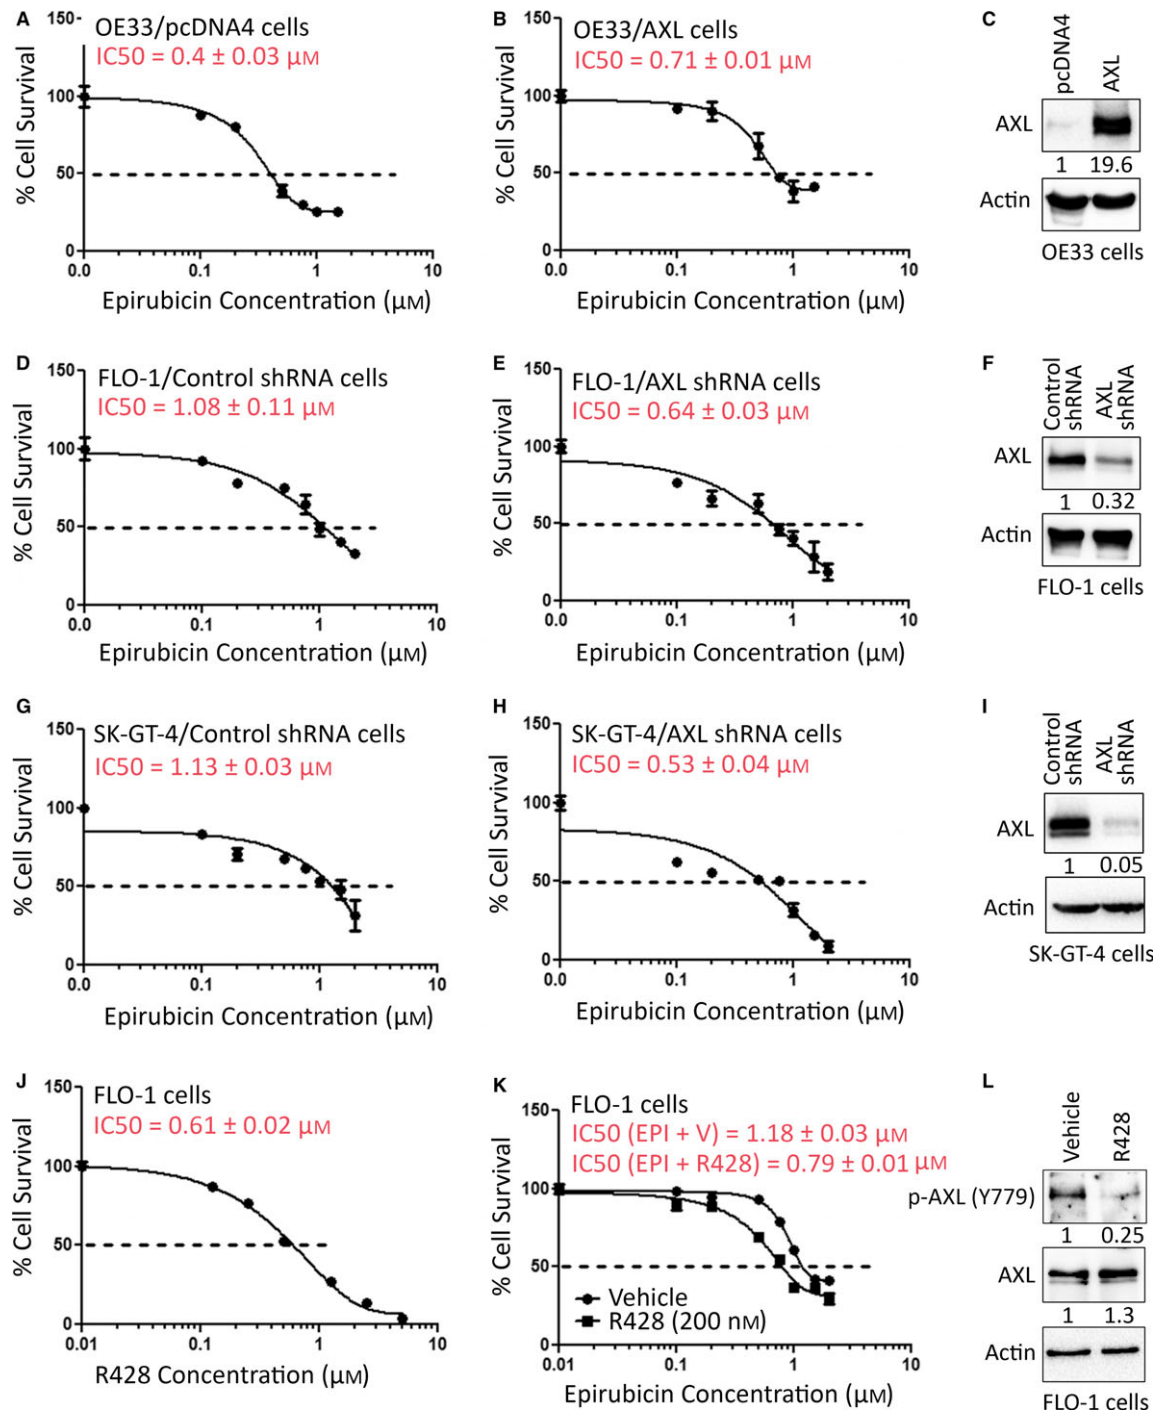 A
OE33/pcDNA4 cells
IC50 = 0.4 ± 0.03 μM
% Cell Survival
150
100
50
0
0.0 0.1 1 10
Epirubicin Concentration (μM)
B
OE33/AXL cells
IC50 = 0.71 ± 0.01 μM
% Cell Survival
150
100
50
0
0.0 0.1 1 10
Epirubicin Concentration (μM)
C
pcDNA4
AXL
AXL
1 19.6
Actin
OE33 cells
D
FLO-1/Control shRNA cells
IC50 = 1.08 ± 0.11 μM
% Cell Survival
150
100
50
0
0.0 0.1 1 10
Epirubicin Concentration (μM)
E
FLO-1/AXL shRNA cells
IC50 = 0.64 ± 0.03 μM
% Cell Survival
150
100
50
0
0.0 0.1 1 10
Epirubicin Concentration (μM)
F
Control
shRNA
AXL
shRNA
AXL
1 0.32
Actin
FLO-1 cells
G
SK-GT-4/Control shRNA cells
IC50 = 1.13 ± 0.03 μM
% Cell Survival
150
100
50
0
0.0 0.1 1 10
Epirubicin Concentration (μM)
H
SK-GT-4/AXL shRNA cells
IC50 = 0.53 ± 0.04 μM
% Cell Survival
150
100
50
0
0.0 0.1 1 10
Epirubicin Concentration (μM)
I
Control
shRNA
AXL
shRNA
AXL
1 0.05
Actin
SK-GT-4 cells
J
FLO-1 cells
IC50 = 0.61 ± 0.02 μM
% Cell Survival
150
100
50
0
0.01 0.1 1 10
R428 Concentration (μM)
K
FLO-1 cells
IC50 (EPI + V) = 1.18 ± 0.03 μM
IC50 (EPI + R428) = 0.79 ± 0.01 μM
% Cell Survival
150
100
50
0
Vehicle
R428 (200 nM)
0.01 0.1 1 10
Epirubicin Concentration (μM)
L
Vehicle
R428
p-AXL (Y779)
1 0.25
AXL
1 1.3
Actin
FLO-1 cells